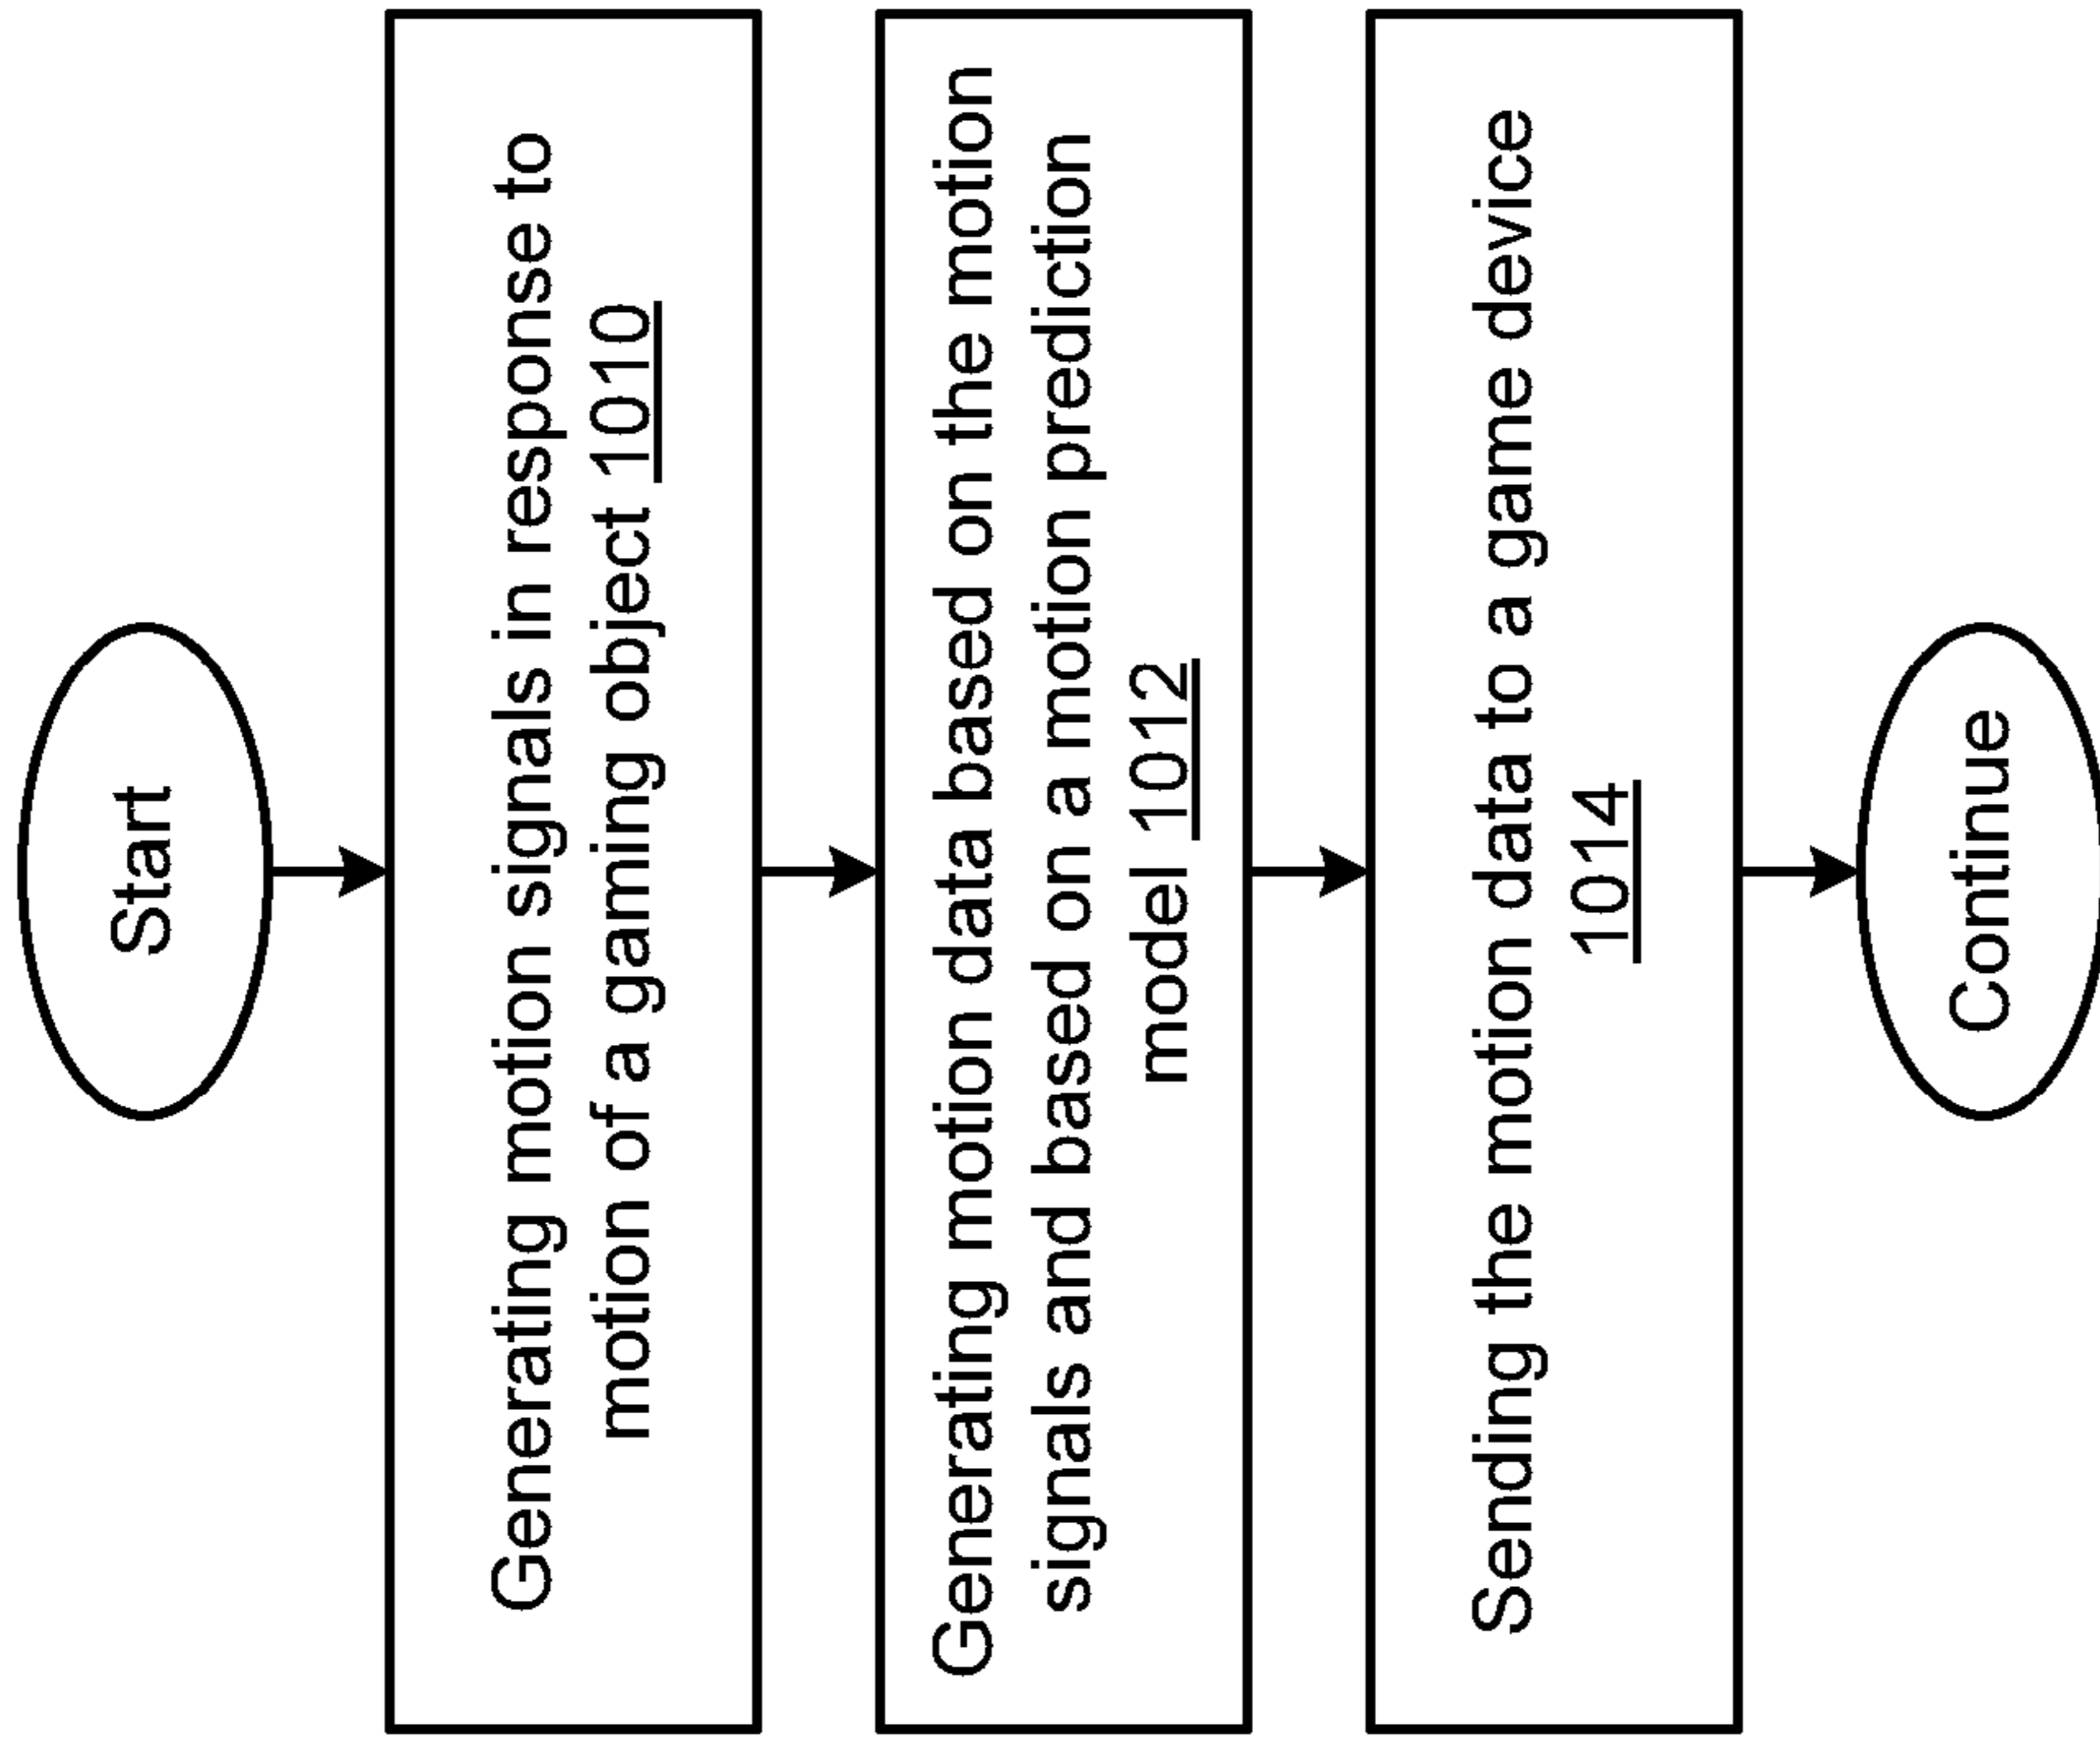 Start
Generating motion signals in response to
motion of a gaming object 1010
Generating motion data based on the motion
signals and based on a motion prediction
model 1012
Sending the motion data to a game device
1014
Continue